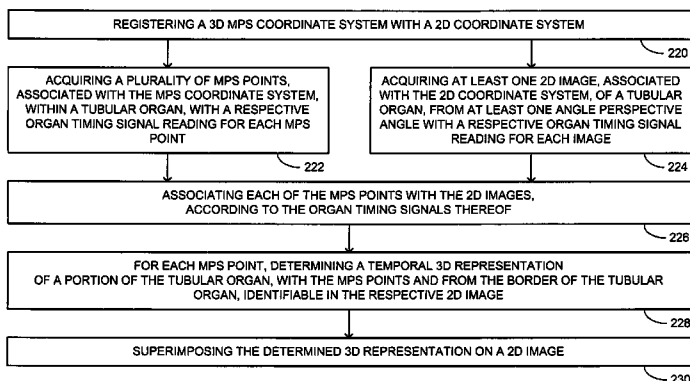 REGISTERING A 3D MPS COORDINATE SYSTEM WITH A 2D COORDINATE SYSTEM
220
ACQUIRING A PLURALITY OF MPS POINTS,
ASSOCIATED WITH THE MPS COORDINATE SYSTEM,
WITHIN A TUBULAR ORGAN, WITH A RESPECTIVE
ORGAN TIMING SIGNAL READING FOR EACH MPS
POINT
222
ACQUIRING AT LEAST ONE 2D IMAGE, ASSOCIATED
WITH THE 2D COORDINATE SYSTEM, OF A TUBULAR
ORGAN, FROM AT LEAST ONE ANGLE PERSPECTIVE
ANGLE WITH A RESPECTIVE ORGAN TIMING SIGNAL
READING FOR EACH IMAGE
224
ASSOCIATING EACH OF THE MPS POINTS WITH THE 2D IMAGES,
ACCORDING TO THE ORGAN TIMING SIGNALS THEREOF
226
FOR EACH MPS POINT, DETERMINING A TEMPORAL 3D REPRESENTATION
OF A PORTION OF THE TUBULAR ORGAN, WITH THE MPS POINTS AND FROM THE BORDER OF THE TUBULAR
ORGAN, IDENTIFIABLE IN THE RESPECTIVE 2D IMAGE
228
SUPERIMPOSING THE DETERMINED 3D REPRESENTATION ON A 2D IMAGE
230